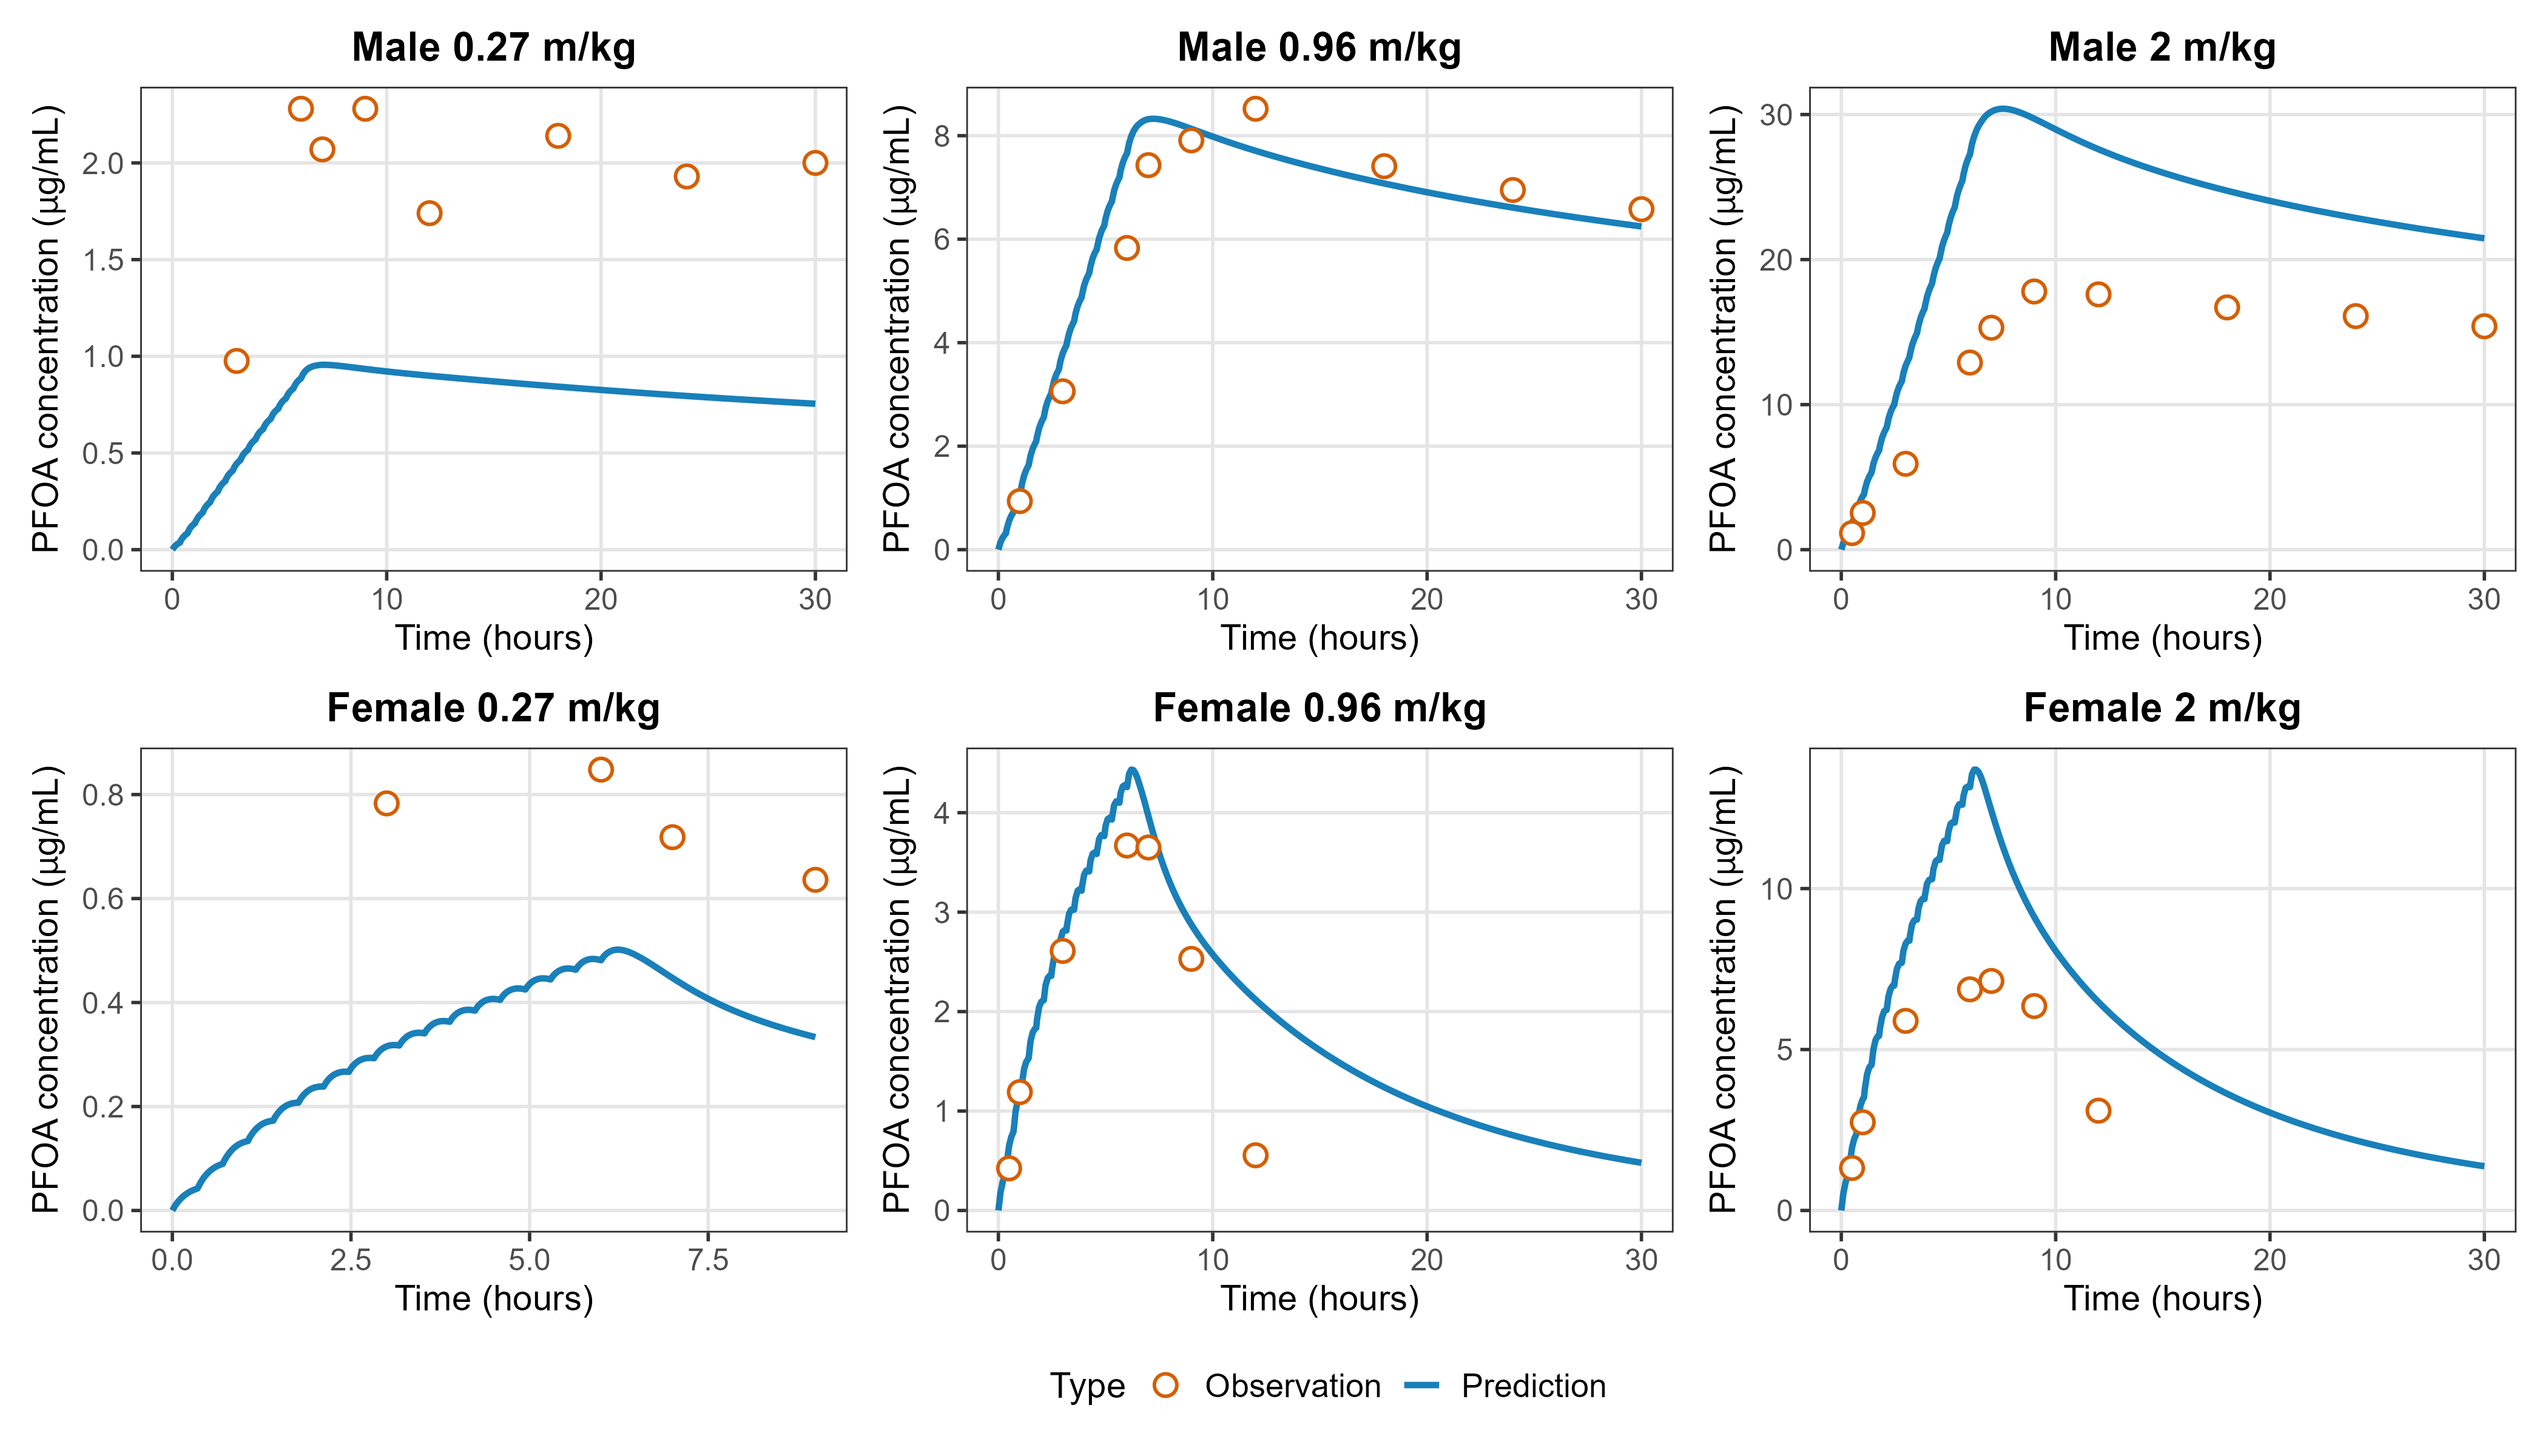 Male 0.27 m/kg
PFOA concentration (µg/mL)
2.0
1.5
1.0
0.5
0.0
0 10 20 30
Time (hours)
Male 0.96 m/kg
PFOA concentration (µg/mL)
8
6
4
2
0
0 10 20 30
Time (hours)
Male 2 m/kg
PFOA concentration (µg/mL)
30
20
10
0
0 10 20 30
Time (hours)
Female 0.27 m/kg
PFOA concentration (µg/mL)
0.8
0.6
0.4
0.2
0.0
0.0 2.5 5.0 7.5
Time (hours)
Female 0.96 m/kg
PFOA concentration (µg/mL)
4
3
2
1
0
0 10 20 30
Time (hours)
Female 2 m/kg
PFOA concentration (µg/mL)
10
5
0
0 10 20 30
Time (hours)
Type Observation Prediction